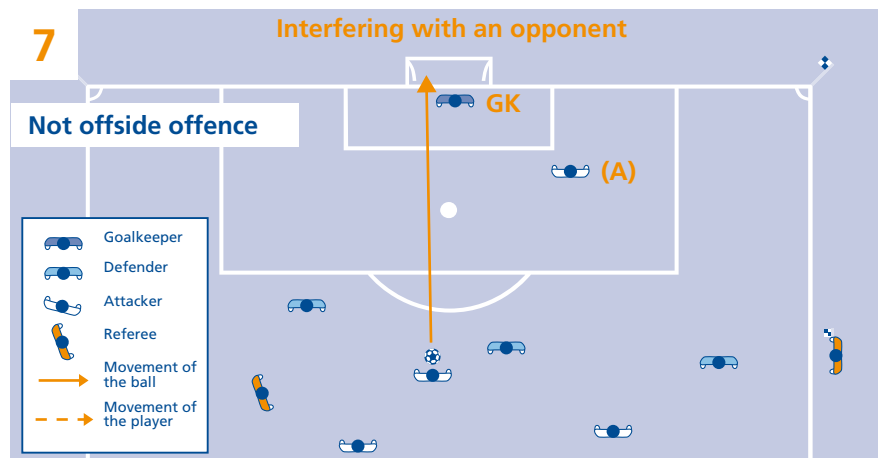 7
Interfering with an opponent
GK
Not offside offence
(A)
Goalkeeper
Defender
Attacker
Referee
Movement of
the ball
Movement of
the player